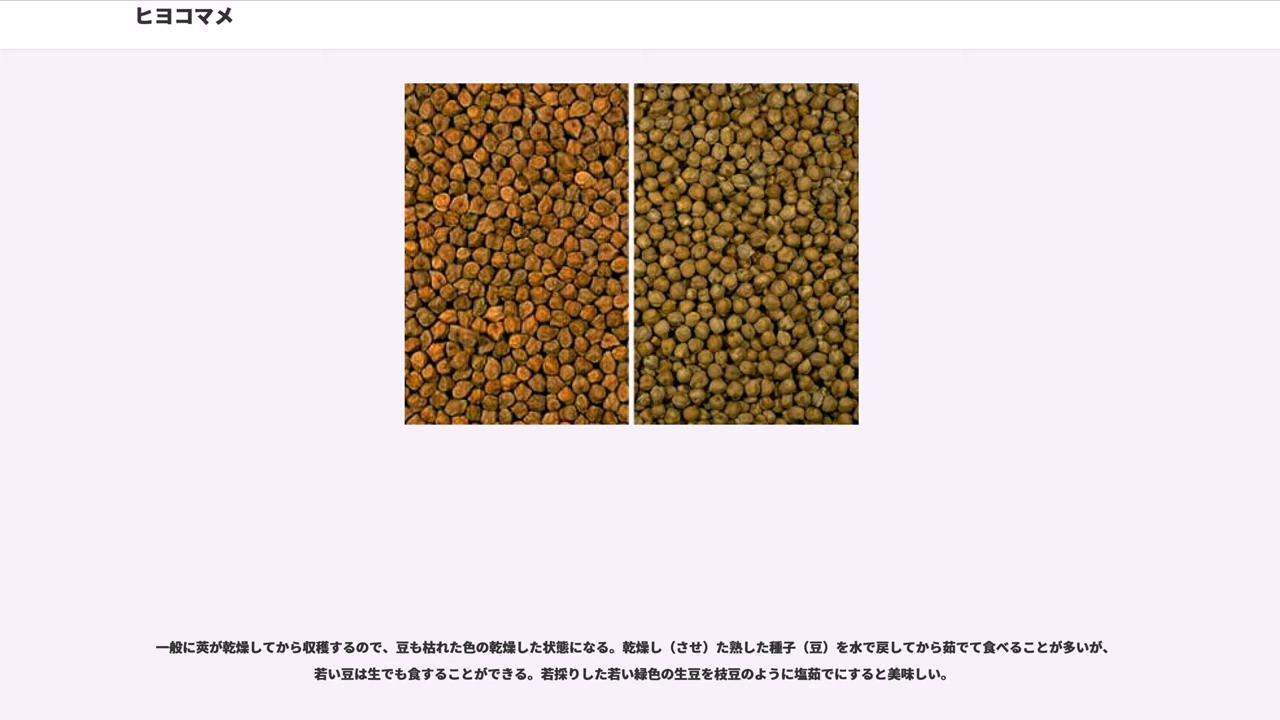 ヒヨコマメ
一般に莢が乾燥してから収穫するので、豆も枯れた色の乾燥した状態になる。乾燥し（させ）た熟した種子（豆）を水で戻してから茹でて食べることが多いが、
若い豆は生でも食することができる。若採りした若い緑色の生豆を枝豆のように塩茹でにすると美味しい。